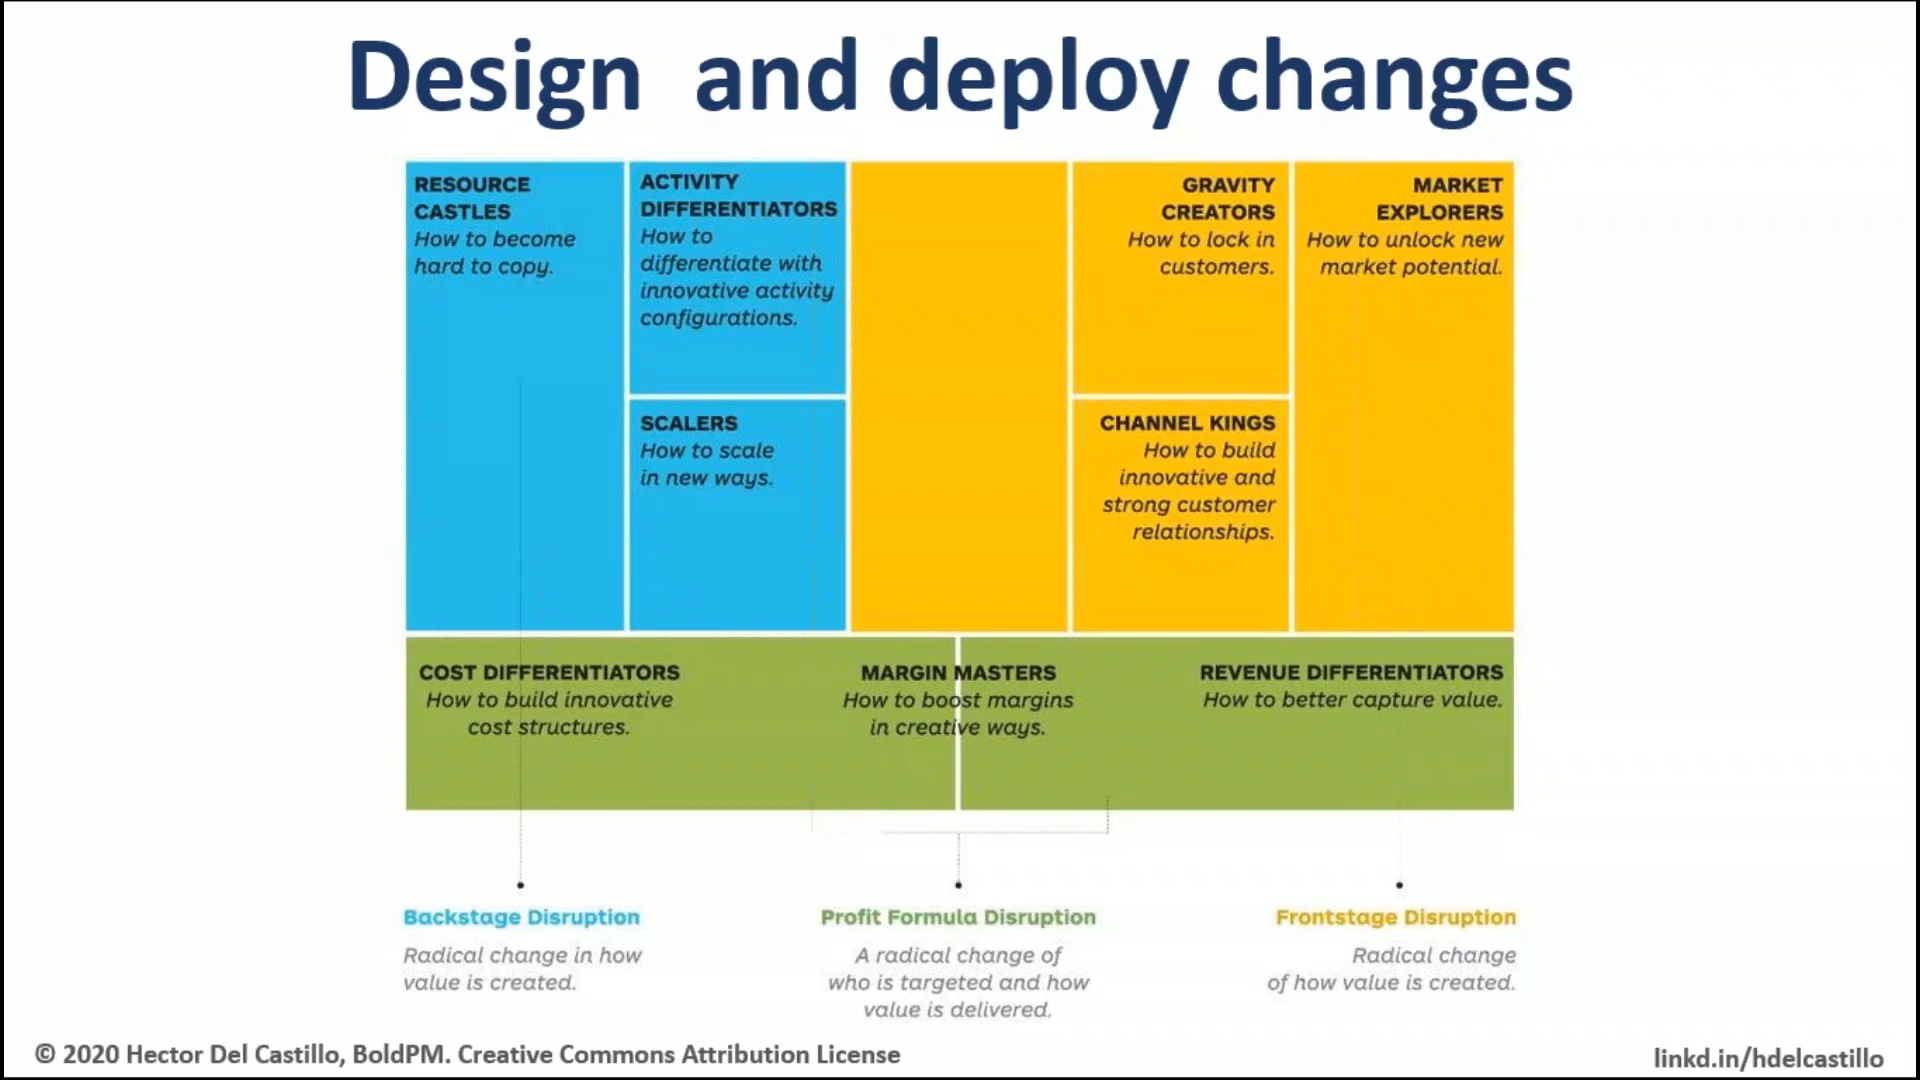 Design and deploy changes
RESOURCE
CASTLES
How to become
hard to copy.
ACTIVITY
DIFFERENTIATORS
How to
differentiate with
innovative activity
configurations.
SCALERS
How to scale
in new ways.
GRAVITY
CREATORS
How to lock in
customers.
CHANNEL KINGS
How to build
innovative and
strong customer
relationships.
MARKET
EXPLORERS
How to unlock new
market potential.
COST DIFFERENTIATORS
How to build innovative
cost structures.
MARGIN MASTERS
How to boost margins
in creative ways.
REVENUE DIFFERENTIATORS
How to better capture value.
Backstage Disruption
Radical change in how
value is created.
Profit Formula Disruption
A radical change of
who is targeted and how
value is delivered.
Frontstage Disruption
Radical change
of how value is created.
© 2020 Hector Del Castillo, BoldPM. Creative Commons Attribution License
linkd.in/hdelcastillo